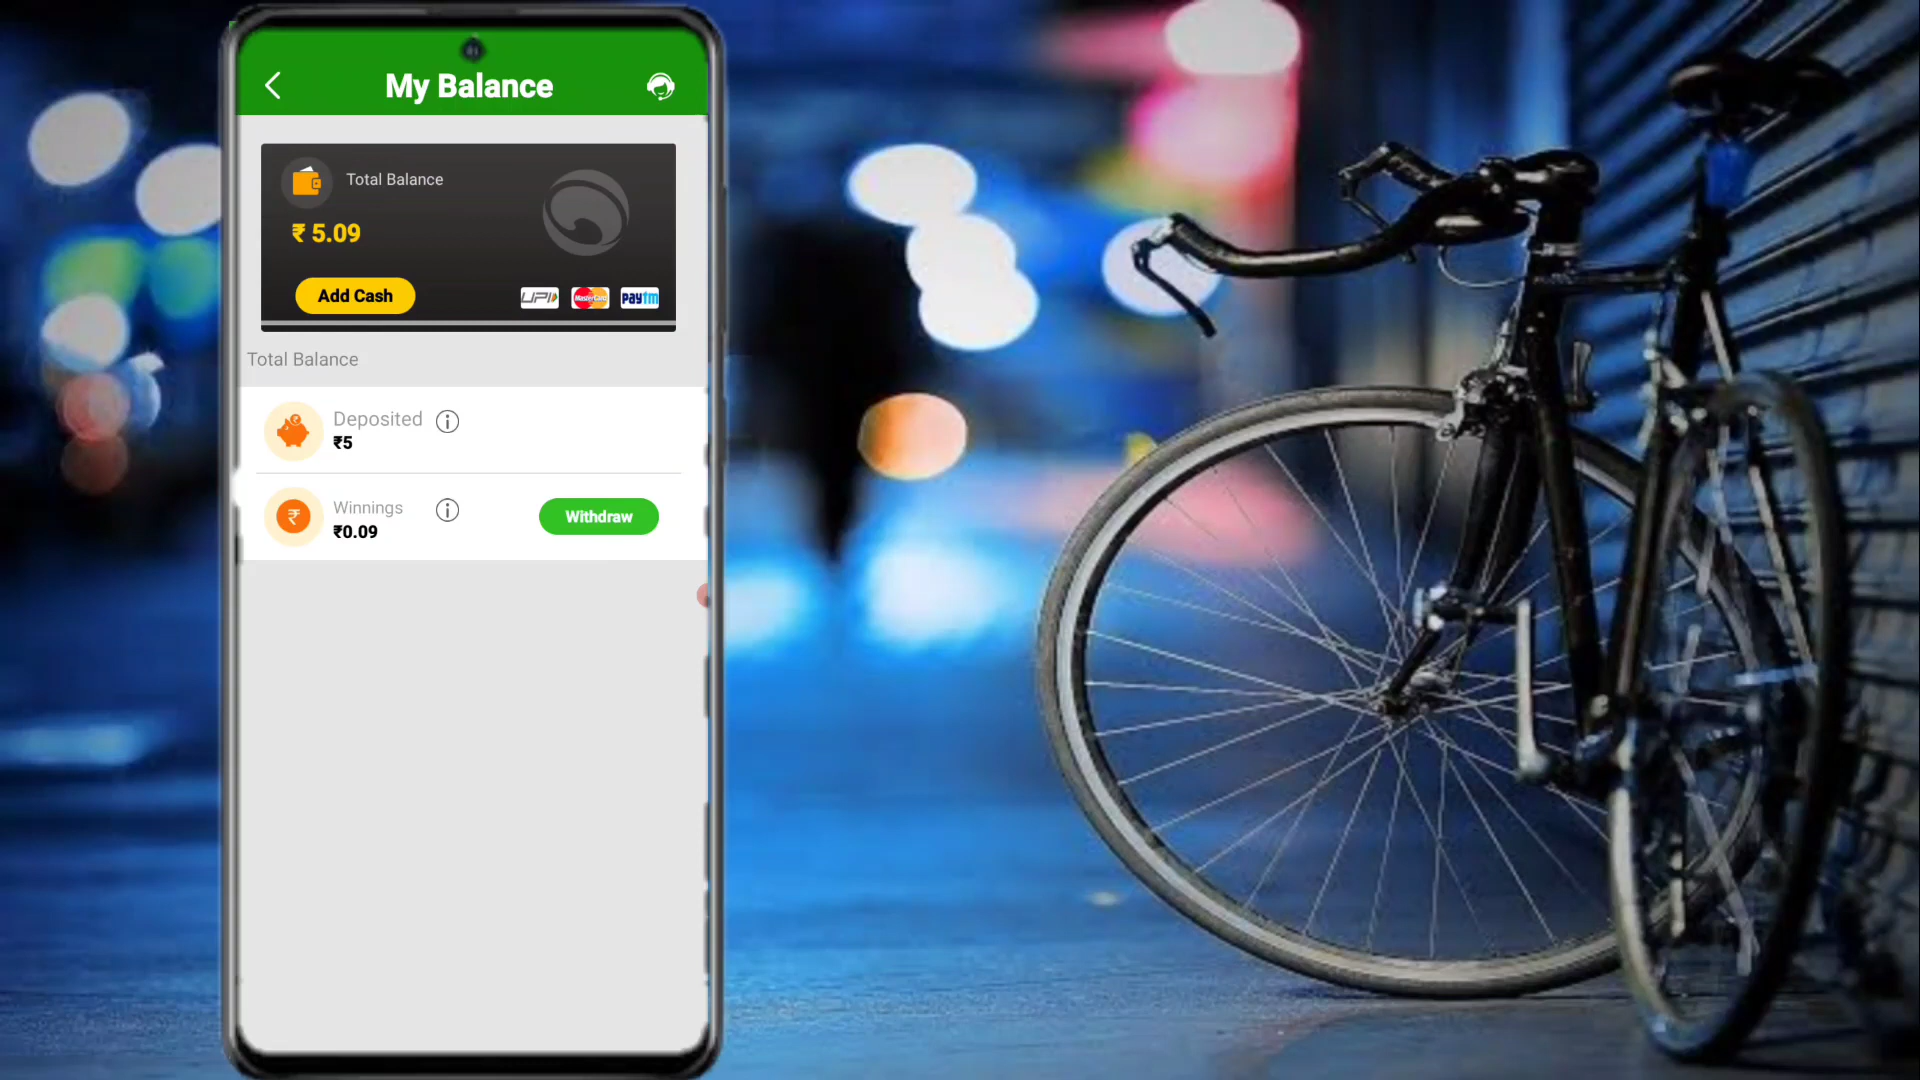 My Balance
Total Balance
₹ 5.09
Add Cash
UPI
MasterCard
paytm
Total Balance
Deposited
₹5
Winnings
₹0.09
Withdraw